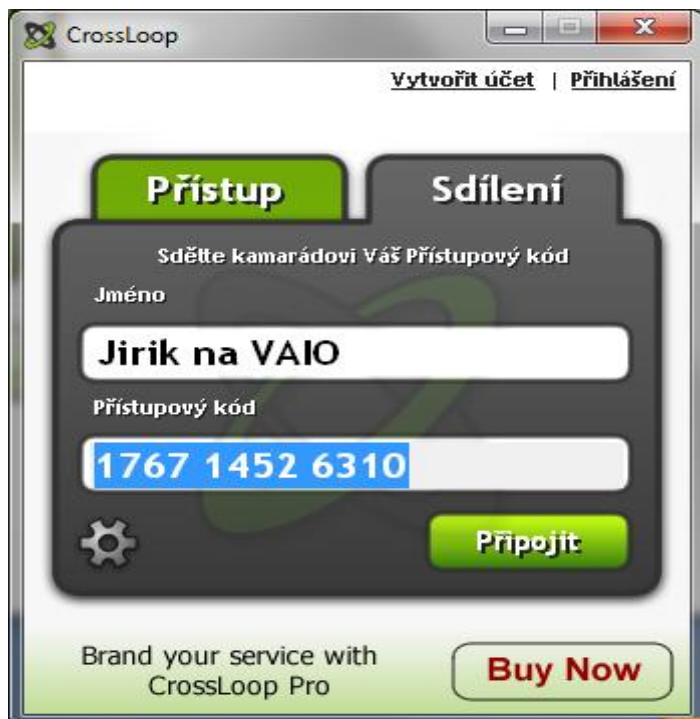 CrossLoop
Vytvořit účet | Přihlášení
Přístup Sdílení
Sdělte kamarádovi Váš Přístupový kód
Jméno
Jirik na VAIO
Přístupový kód
1767 1452 6310
Připojit
Brand your service with
CrossLoop Pro
Buy Now